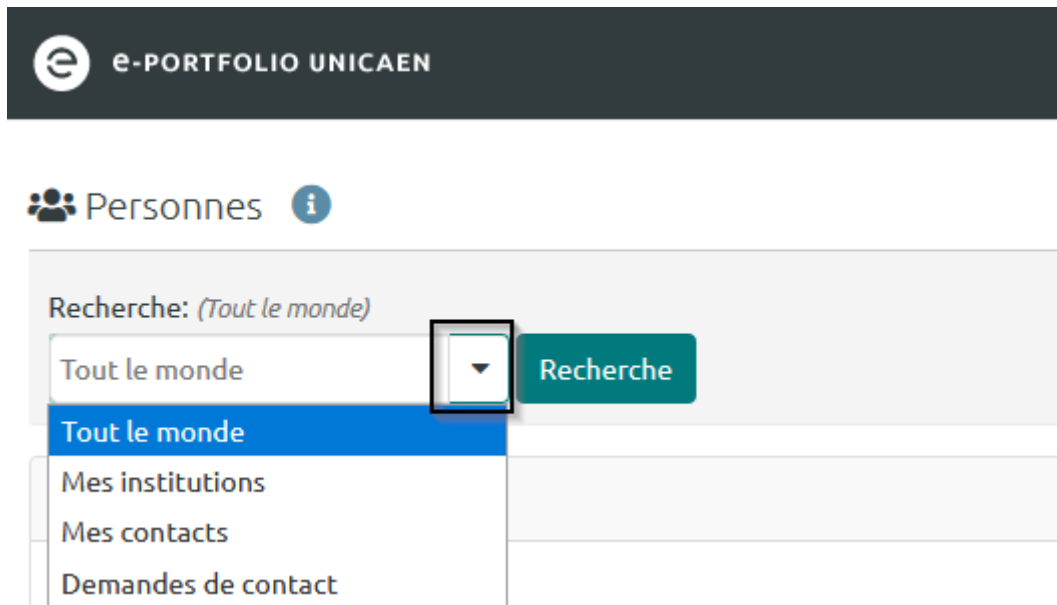 e-PORTFOLIO UNICAEN
Personnes
Recherche: (Tout le monde)
Tout le monde
Recherche
Tout le monde
Mes institutions
Mes contacts
Demandes de contact